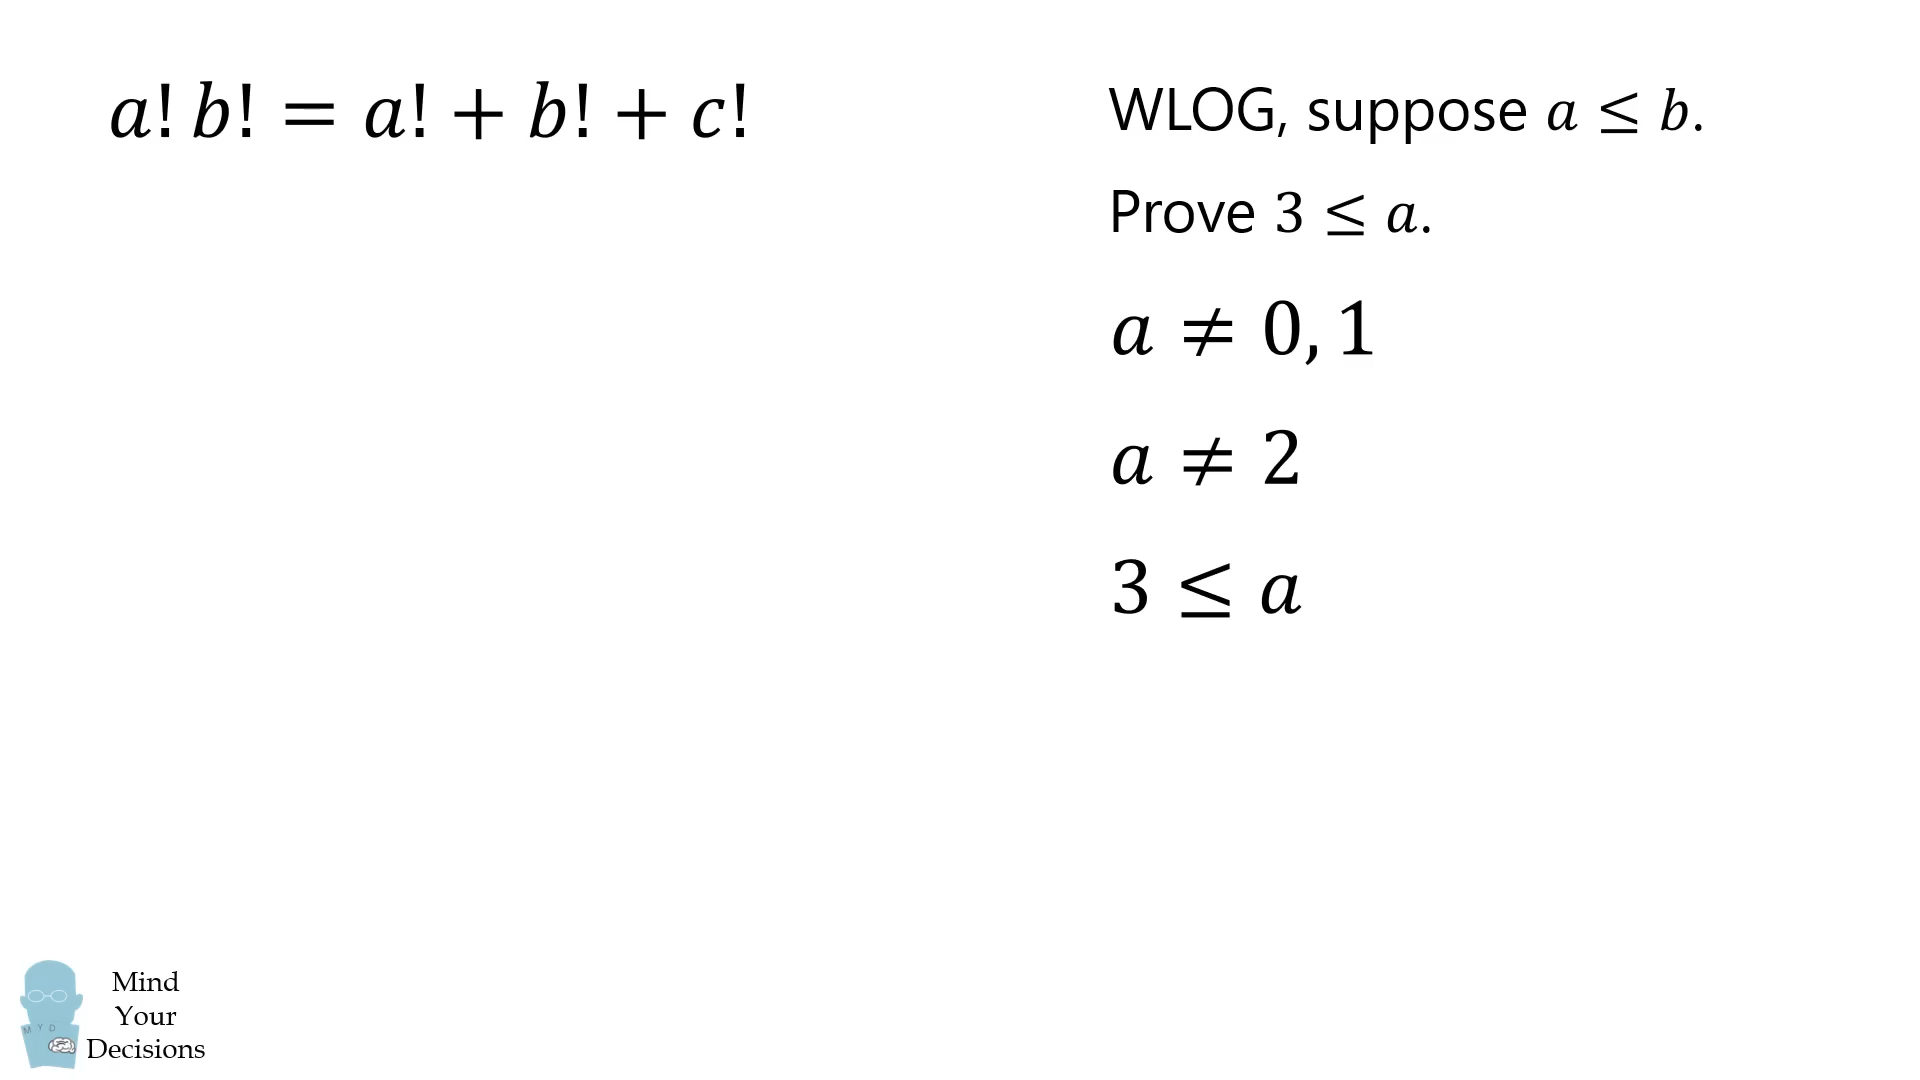 a! b! = a! + b! + c!
WLOG, suppose a ≤ b.
Prove 3 ≤ a.
a ≠ 0, 1
a ≠ 2
3 ≤ a
M Y D
Mind
Your
Decisions